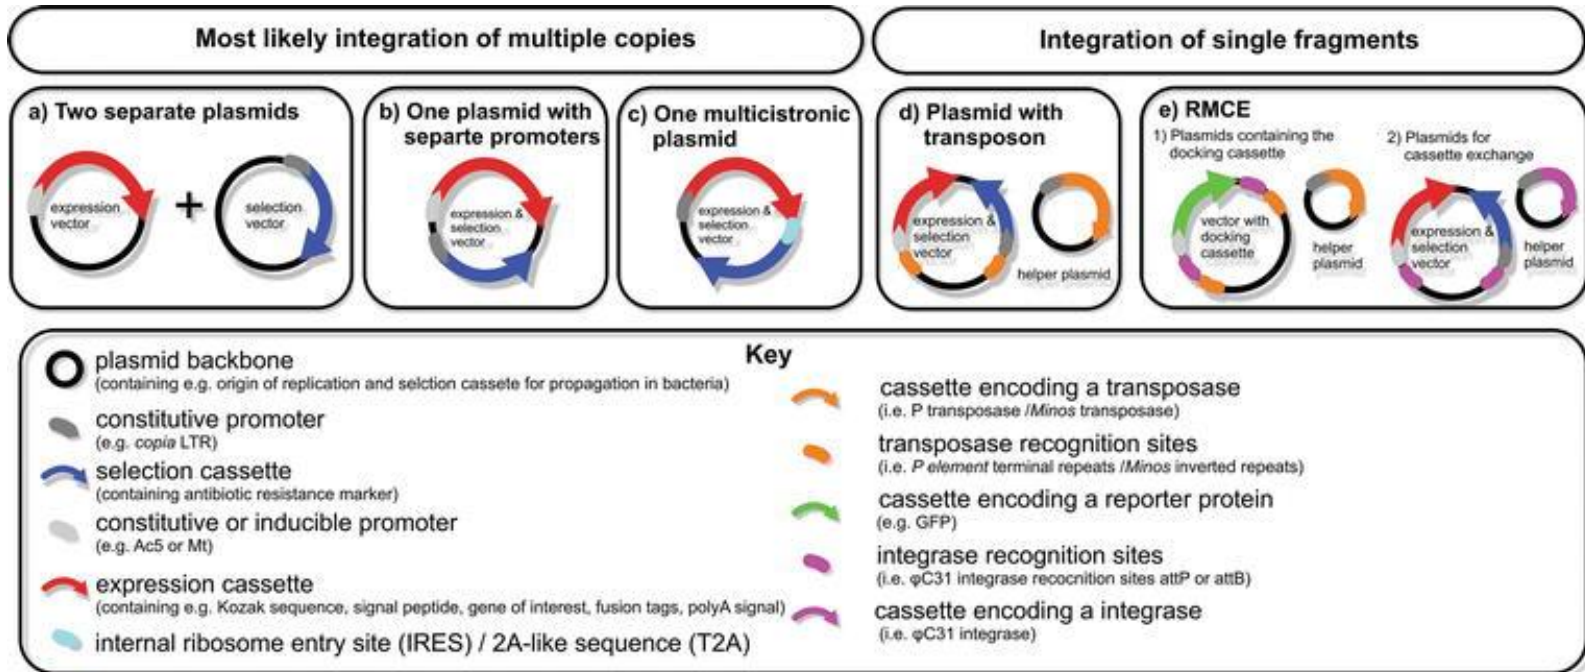 Most likely integration of multiple copies
Integration of single fragments
a) Two separate plasmids
expression
vector
+
selection
vector
b) One plasmid with
separte promoters
expression &
selection
vector
c) One multicistronic
plasmid
expression &
selection
vector
d) Plasmid with
transposon
expression &
selection
vector
helper plasmid
e) RMCE
1) Plasmids containing the
docking cassette
vector with
docking
cassette
helper
plasmid
2) Plasmids for
cassette exchange
expression &
selection
vector
helper
plasmid
Key
plasmid backbone
(containing e.g. origin of replication and selction cassete for propagation in bacteria)
constitutive promoter
(e.g. copia LTR)
selection cassette
(containing antibiotic resistance marker)
constitutive or inducible promoter
(e.g. Ac5 or Mt)
expression cassette
(containing e.g. Kozak sequence, signal peptide, gene of interest, fusion tags, polyA signal)
internal ribosome entry site (IRES) / 2A-like sequence (T2A)
cassette encoding a transposase
(i.e. P transposase /Minos transposase)
transposase recognition sites
(i.e. P element terminal repeats /Minos inverted repeats)
cassette encoding a reporter protein
(e.g. GFP)
integrase recognition sites
(i.e. φC31 integrase recocnition sites attP or attB)
cassette encoding a integrase
(i.e. φC31 integrase)